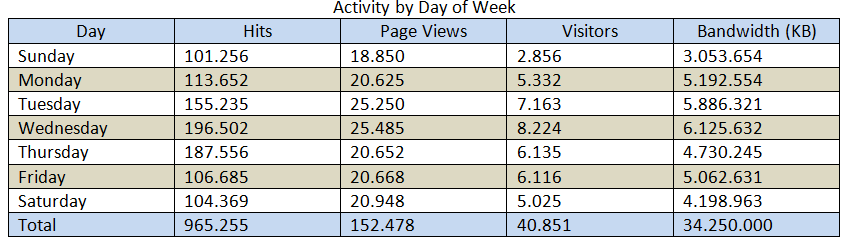 Activity by Day of Week
Day Hits Page Views Visitors Bandwidth (KB)
Sunday 101.256 18.850 2.856 3.053.654
Monday 113.652 20.625 5.332 5.192.554
Tuesday 155.235 25.250 7.163 5.886.321
Wednesday 196.502 25.485 8.224 6.125.632
Thursday 187.556 20.652 6.135 4.730.245
Friday 106.685 20.668 6.116 5.062.631
Saturday 104.369 20.948 5.025 4.198.963
Total 965.255 152.478 40.851 34.250.000